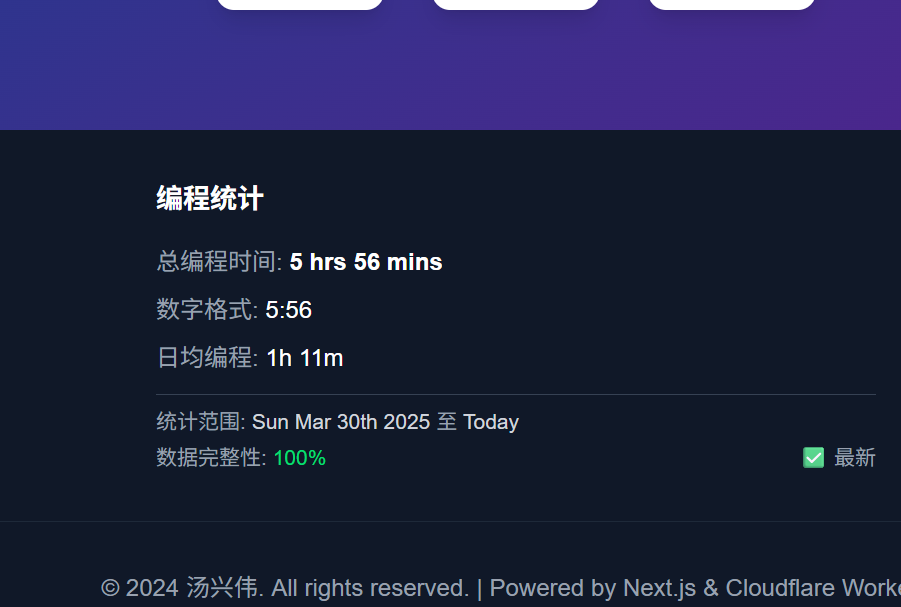 编程统计
总编程时间: 5 hrs 56 mins
数字格式: 5:56
日均编程: 1h 11m
统计范围: Sun Mar 30th 2025 至 Today
数据完整性: 100%
✅ 最新
© 2024 汤兴伟. All rights reserved. | Powered by Next.js & Cloudflare